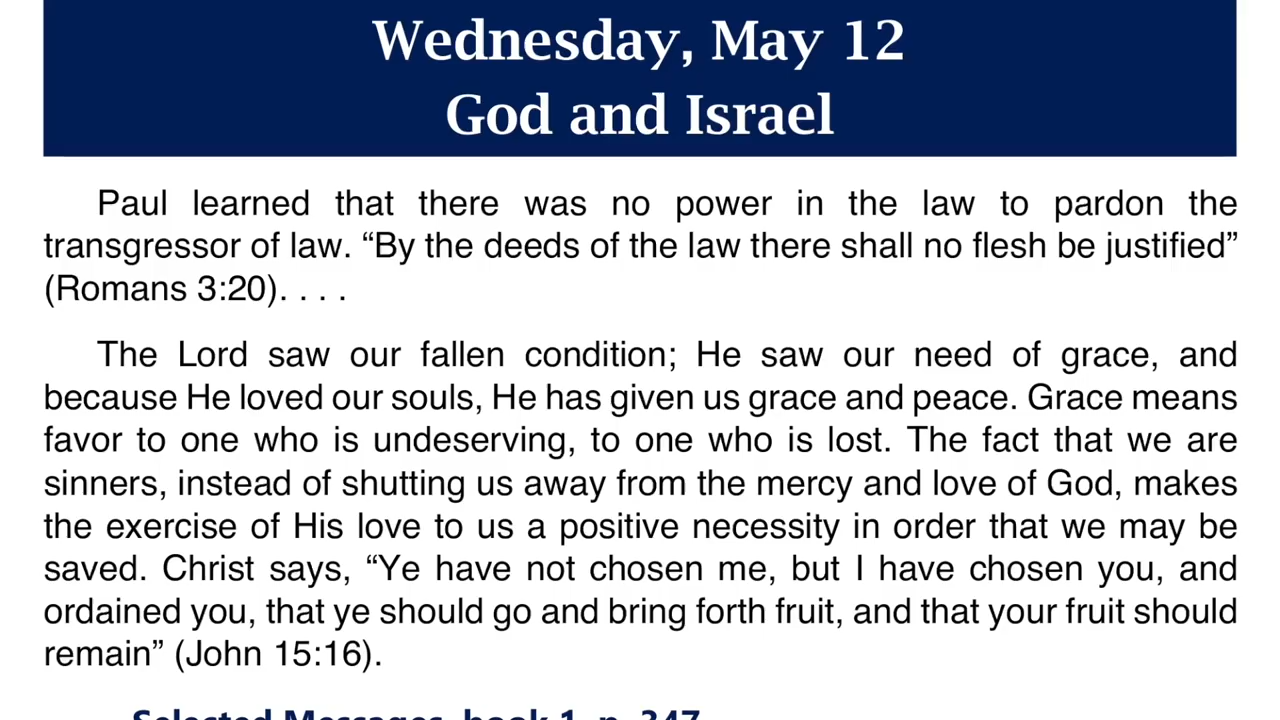 Wednesday, May 12
God and Israel
Paul learned that there was no power in the law to pardon the
transgressor of law. “By the deeds of the law there shall no flesh be justified”
(Romans 3:20). . . .
The Lord saw our fallen condition; He saw our need of grace, and
because He loved our souls, He has given us grace and peace. Grace means
favor to one who is undeserving, to one who is lost. The fact that we are
sinners, instead of shutting us away from the mercy and love of God, makes
the exercise of His love to us a positive necessity in order that we may be
saved. Christ says, “Ye have not chosen me, but I have chosen you, and
ordained you, that ye should go and bring forth fruit, and that your fruit should
remain” (John 15:16).
Selected Messages, book 1, p. 347